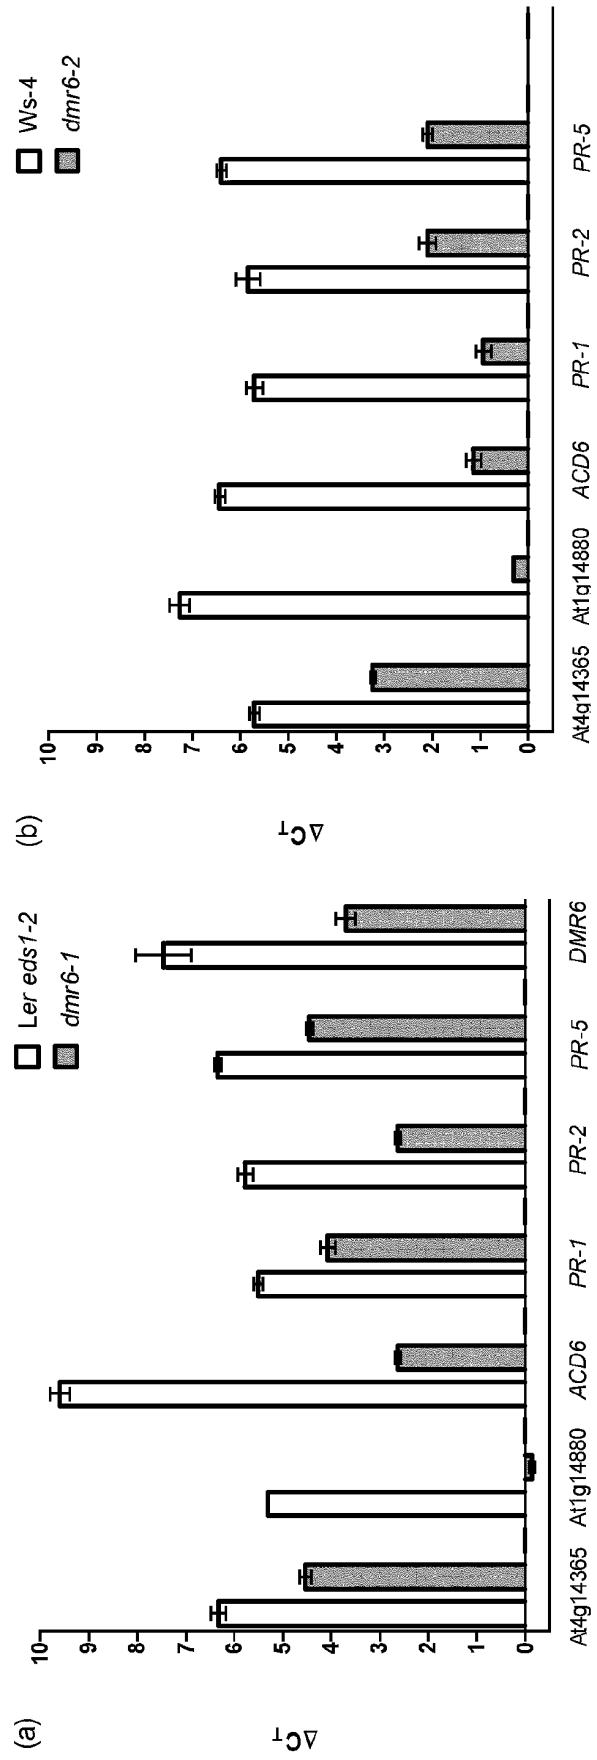 (a)
Ler eds1-2
dmr6-1
10
9
8
7
6
5
4
3
2
1
0
ΔCT
At4g14365 At1g14880 ACD6 PR-1 PR-2 PR-5 DMR6
(b)
Ws-4
dmr6-2
10
9
8
7
6
5
4
3
2
1
0
ΔCT
At4g14365 At1g14880 ACD6 PR-1 PR-2 PR-5